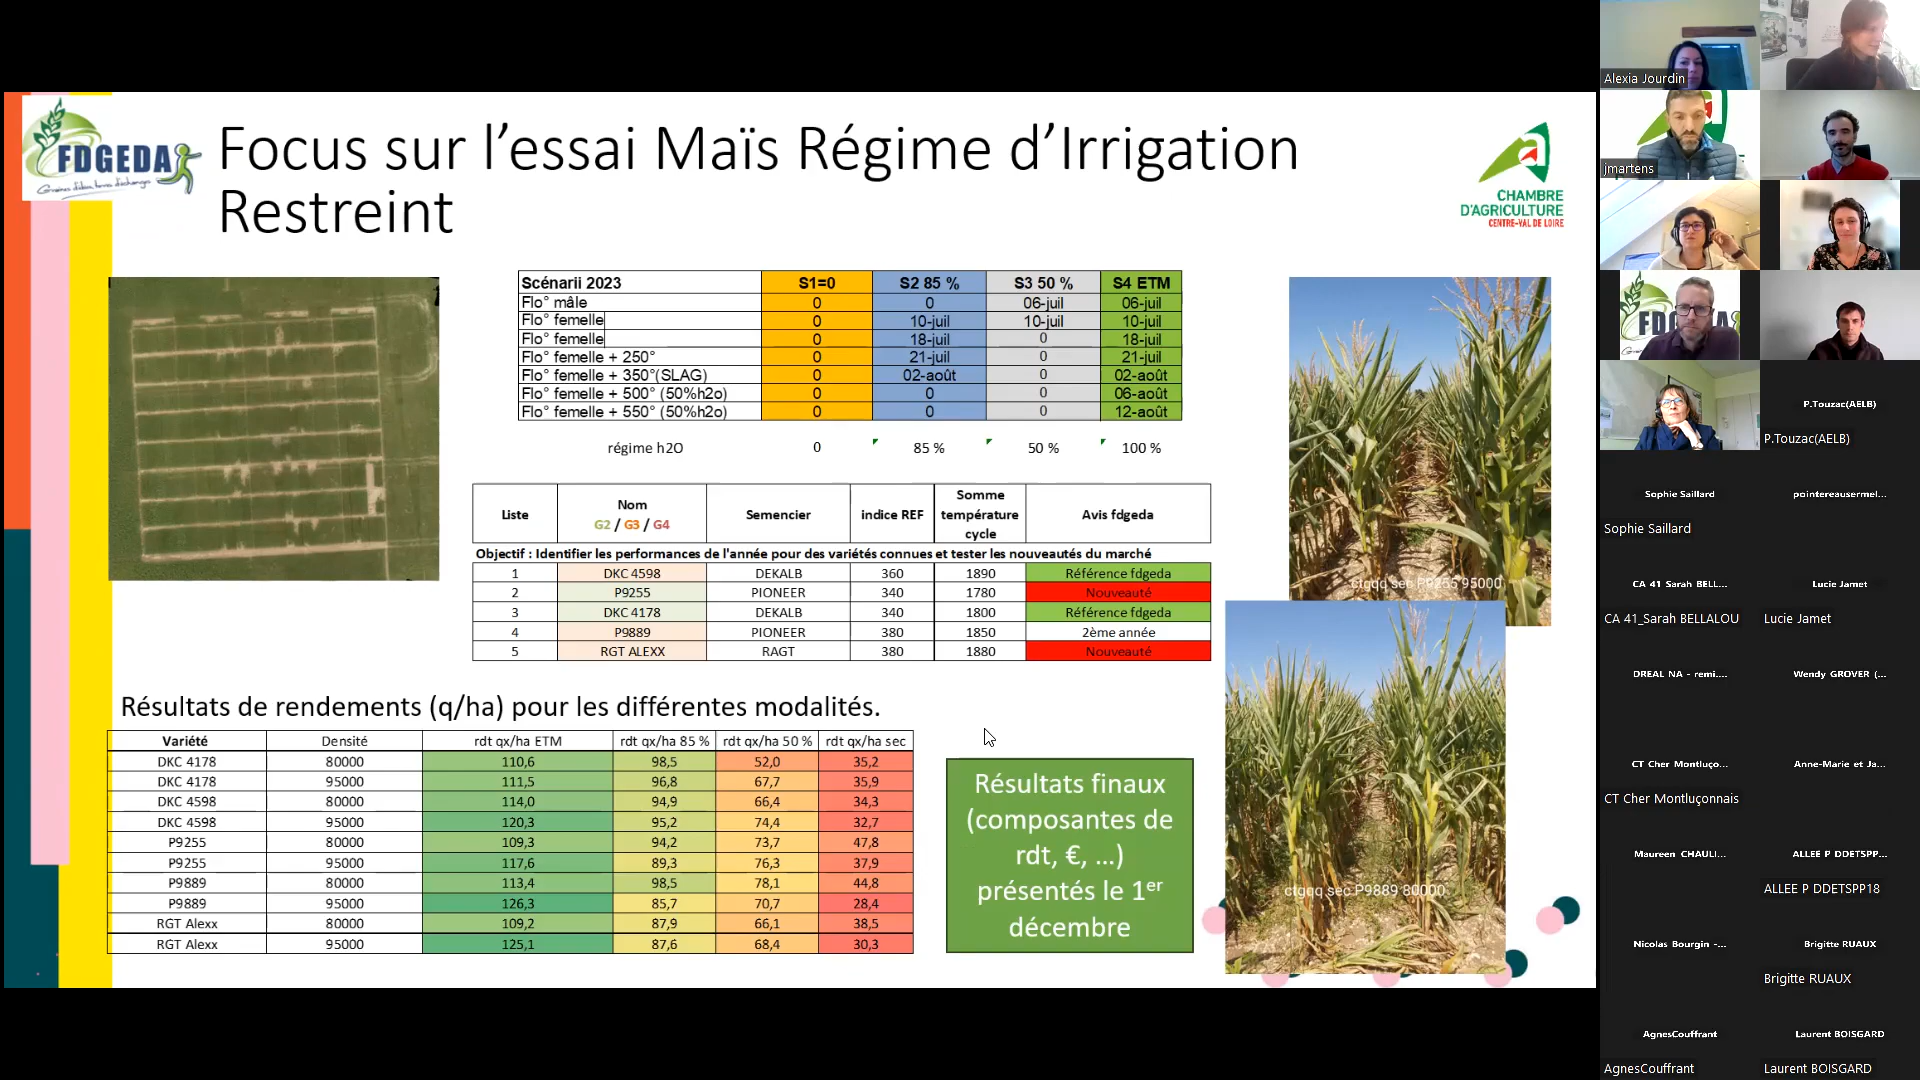 FDGEDA
Focus sur l’essai Maïs Régime d’Irrigation
Restreint
CHAMBRE
D'AGRICULTURE
CENTRE-VAL DE LOIRE
Scénarii 2023 S1=0 S2 85 % S3 50 % S4 ETM
Flo° mâle 0 0 06-juil 06-juil
Flo° femelle 0 10-juil 10-juil 10-juil
Flo° femelle 0 18-juil 0 18-juil
Flo° femelle + 250° 0 21-juil 0 21-juil
Flo° femelle + 350°(SLAG) 0 02-août 0 02-août
Flo° femelle + 500° (50%h2o) 0 0 0 06-août
Flo° femelle + 550° (50%h2o) 0 0 0 12-août
régime h2O 0 85 % 50 % 100 %
Liste Nom G2 / G3 / G4 Semencier indice REF Somme température cycle Avis fdgeda
Objectif : Identifier les performances de l'année pour des variétés connues et tester les nouveautés du marché
1 DKC 4598 DEKALB 360 1890 Référence fdgeda
2 P9255 PIONEER 340 1780 Nouveauté
3 DKC 4178 DEKALB 340 1800 Référence fdgeda
4 P9889 PIONEER 380 1850 2ème année
5 RGT ALEXX RAGT 380 1880 Nouveauté
ctgqq sec P9255 95000
Résultats de rendements (q/ha) pour les différentes modalités.
Variété Densité rdt qx/ha ETM rdt qx/ha 85 % rdt qx/ha 50 % rdt qx/ha sec
DKC 4178 80000 110,6 98,5 52,0 35,2
DKC 4178 95000 111,5 96,8 67,7 35,9
DKC 4598 80000 114,0 94,9 66,4 34,3
DKC 4598 95000 120,3 95,2 74,4 32,7
P9255 80000 109,3 94,2 73,7 47,8
P9255 95000 117,6 89,3 76,3 37,9
P9889 80000 113,4 98,5 78,1 44,8
P9889 95000 126,3 85,7 70,7 28,4
RGT Alexx 80000 109,2 87,9 66,1 38,5
RGT Alexx 95000 125,1 87,6 68,4 30,3
Résultats finaux
(composantes de
rdt, €, …)
présentés le 1er
décembre
ctgqq sec P9889 80000
Alexia Jourdin
jmartens
P.Touzac(AELB)
P.Touzac(AELB)
Sophie Saillard
pointereausermel...
Sophie Saillard
CA 41 Sarah BELL...
Lucie Jamet
CA 41_Sarah BELLALOU
Lucie Jamet
DREAL NA - remi....
Wendy GROVER (...
CT Cher Montluço...
Anne-Marie et Ja...
CT Cher Montluçonnais
Maureen CHAULI...
ALLEE P DDETSPP...
ALLEE P DDETSPP18
Nicolas Bourgin -...
Brigitte RUAUX
Brigitte RUAUX
AgnesCouffrant
Laurent BOISGARD
AgnesCouffrant
Laurent BOISGARD